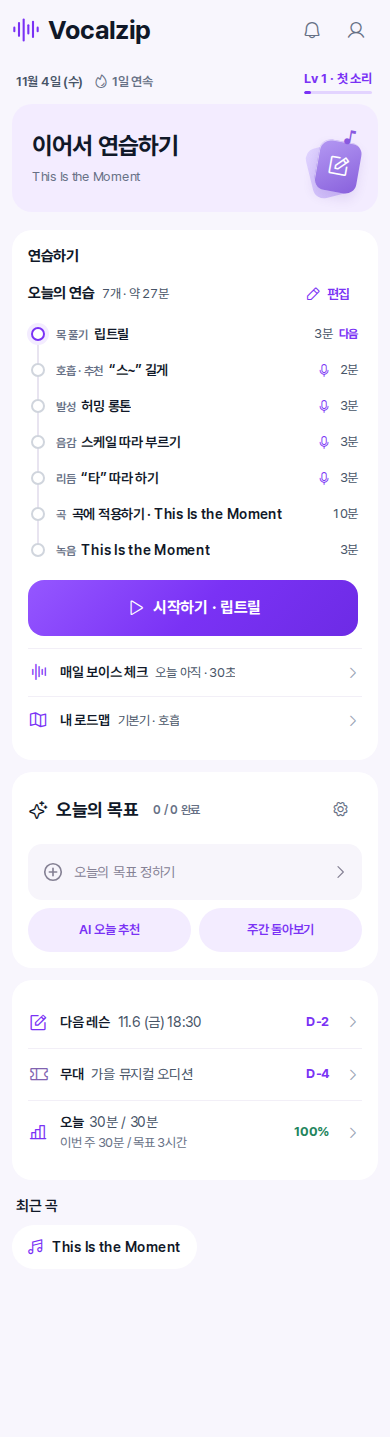 Vocalzip
11월 4일 (수) 1일 연속 Lv 1 · 첫 소리
이어서 연습하기
This Is the Moment
연습하기
오늘의 연습 7개 · 약 27분 편집
목 풀기 립트릴 3분 다음
호흡 · 추천 “스~” 길게 2분
발성 허밍 롱톤 3분
음감 스케일 따라 부르기 3분
리듬 “타” 따라 하기 3분
곡 곡에 적용하기 · This Is the Moment 10분
녹음 This Is the Moment 3분
시작하기 · 립트릴
매일 보이스 체크 오늘 아직 · 30초
내 로드맵 기본기 · 호흡
오늘의 목표 0 / 0 완료
오늘의 목표 정하기
AI 오늘 추천 주간 돌아보기
다음 레슨 11.6 (금) 18:30 D-2
무대 가을 뮤지컬 오디션 D-4
오늘 30분 / 30분
이번 주 30분 / 목표 3시간 100%
최근 곡
This Is the Moment